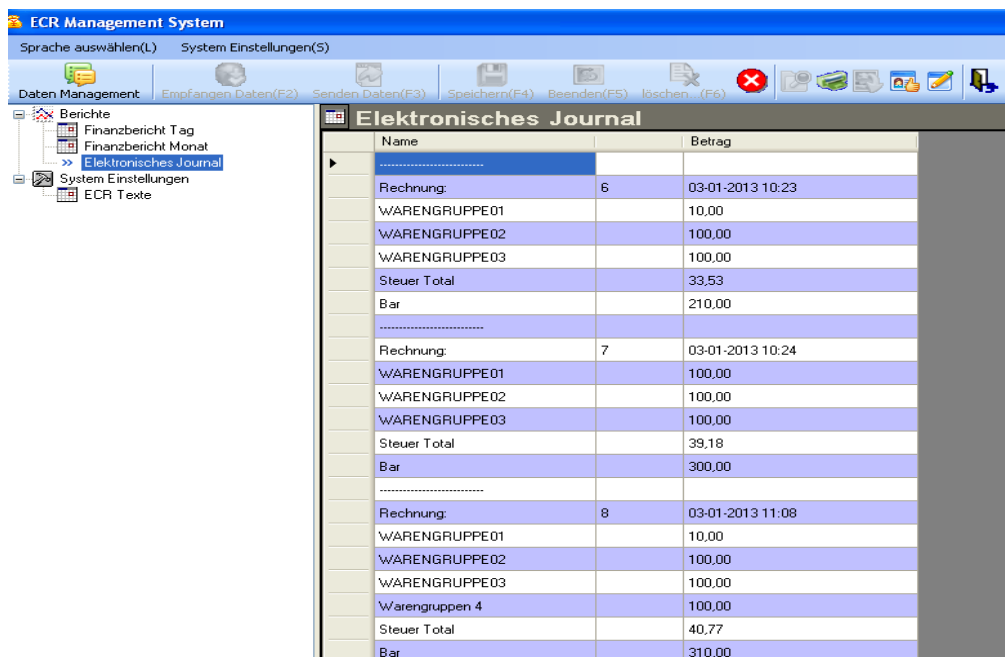 ECR Management System
Sprache auswählen(L) System Einstellungen(S)
Daten Management Empfangen Daten(F2) Senden Daten(F3) Speichern(F4) Beenden(F5) löschen (F6)
Berichte
Finanzbericht Tag
Finanzbericht Monat
Elektronisches Journal
System Einstellungen
ECR Texte
Elektronisches Journal
Name Betrag
---------------------------
Rechnung: 6 03-01-2013 10:23
WARENGRUPPE01 10,00
WARENGRUPPE02 100,00
WARENGRUPPE03 100,00
Steuer Total 33,53
Bar 210,00
---------------------------
Rechnung: 7 03-01-2013 10:24
WARENGRUPPE01 100,00
WARENGRUPPE02 100,00
WARENGRUPPE03 100,00
Steuer Total 39,18
Bar 300,00
---------------------------
Rechnung: 8 03-01-2013 11:08
WARENGRUPPE01 10,00
WARENGRUPPE02 100,00
WARENGRUPPE03 100,00
Warengruppen 4 100,00
Steuer Total 40,77
Bar 310,00